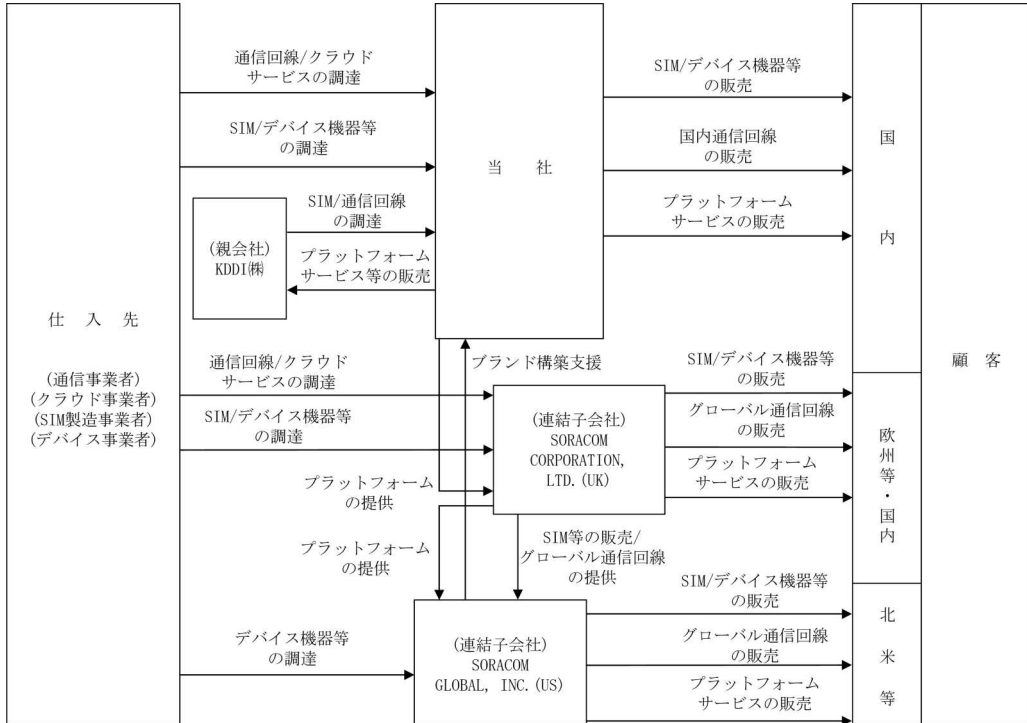 通信回線/クラウド
サービスの調達
SIM/デバイス機器等
の調達
SIM/通信回線
の調達
(親会社)
KDDI㈱
プラットフォーム
サービス等の販売
当社
SIM/デバイス機器等
の販売
国内通信回線
の販売
プラットフォーム
サービスの販売
国内
仕入先
(通信事業者)
(クラウド事業者)
(SIM製造事業者)
(デバイス事業者)
顧客
ブランド構築支援
通信回線/クラウド
サービスの調達
SIM/デバイス機器等
の調達
プラットフォーム
の提供
(連結子会社)
SORACOM
CORPORATION,
LTD.(UK)
SIM/デバイス機器等
の販売
グローバル通信回線
の販売
プラットフォーム
サービスの販売
欧州等・国内
プラットフォーム
の提供
SIM等の販売/
グローバル通信回線
の提供
デバイス機器等
の調達
(連結子会社)
SORACOM
GLOBAL, INC.(US)
SIM/デバイス機器等
の販売
グローバル通信回線
の販売
プラットフォーム
サービスの販売
北米等